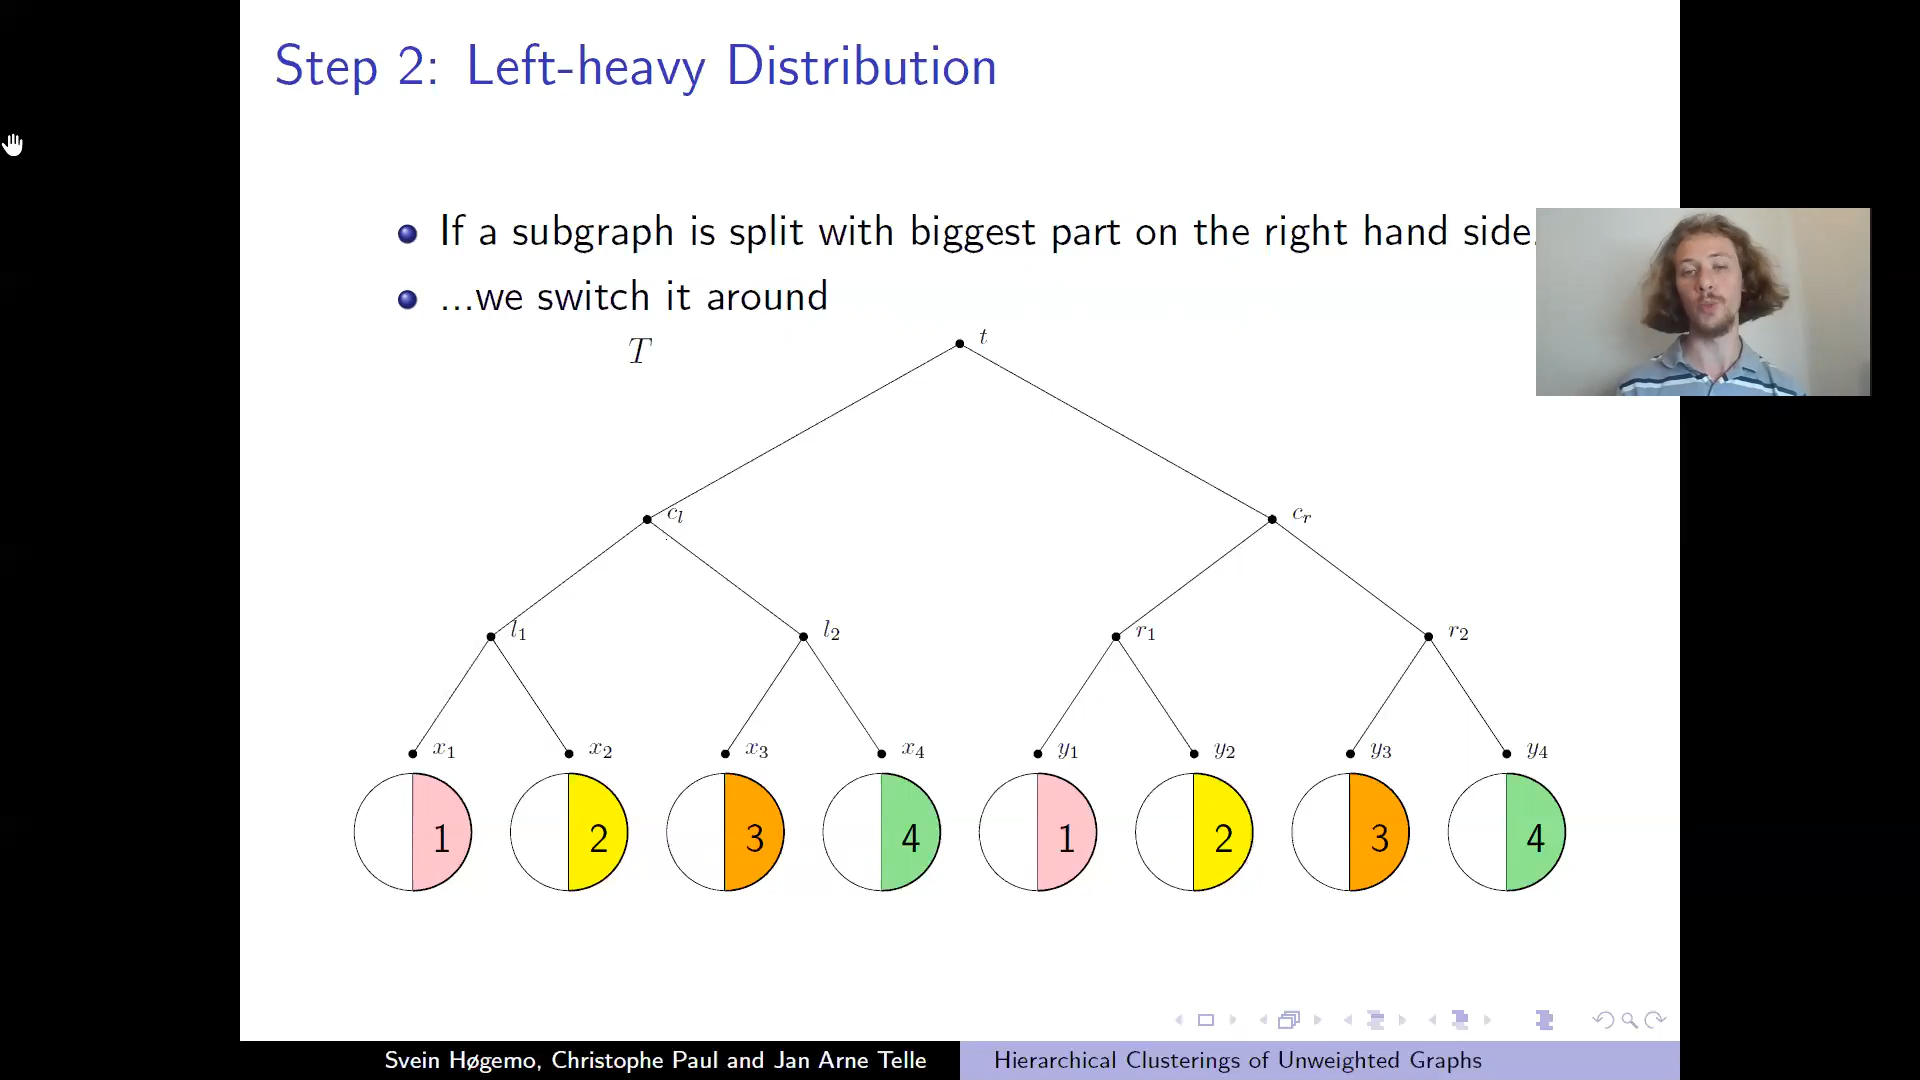 Step 2: Left-heavy Distribution
If a subgraph is split with biggest part on the right hand side.
...we switch it around
T
t
c_l
c_r
l_1
l_2
r_1
r_2
x_1
x_2
x_3
x_4
y_1
y_2
y_3
y_4
1
2
3
4
1
2
3
4
Svein Høgemo, Christophe Paul and Jan Arne Telle
Hierarchical Clusterings of Unweighted Graphs